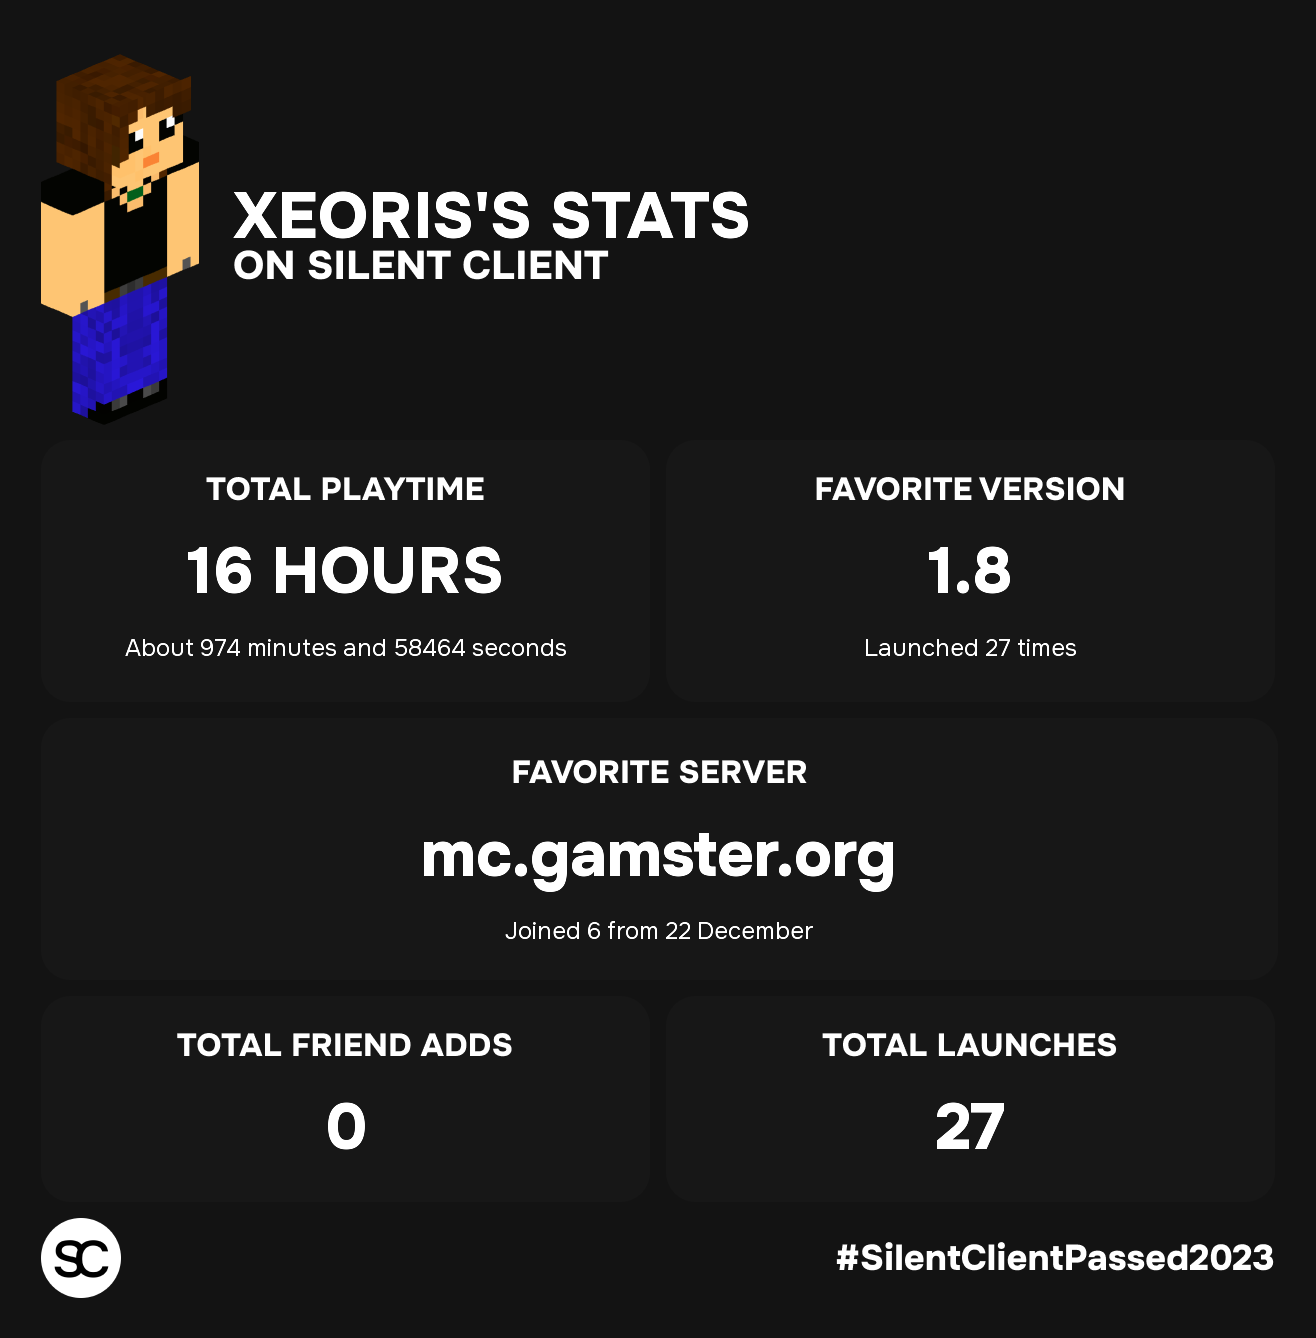 XEORIS'S STATS
ON SILENT CLIENT
TOTAL PLAYTIME
16 HOURS
About 974 minutes and 58464 seconds
FAVORITE VERSION
1.8
Launched 27 times
FAVORITE SERVER
mc.gamster.org
Joined 6 from 22 December
TOTAL FRIEND ADDS
0
TOTAL LAUNCHES
27
SC
#SilentClientPassed2023